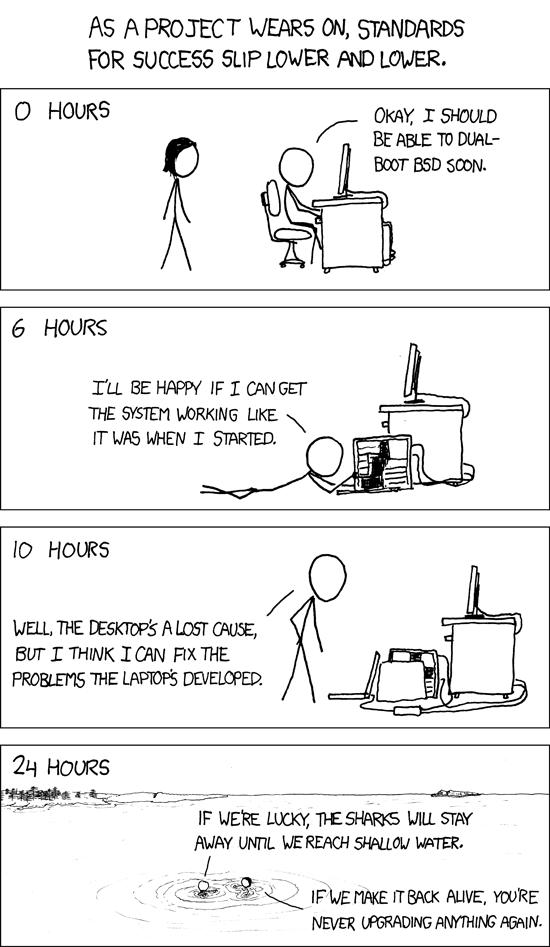 AS A PROJECT WEARS ON, STANDARDS
FOR SUCCESS SLIP LOWER AND LOWER.
0 HOURS
OKAY, I SHOULD
BE ABLE TO DUAL-
BOOT BSD SOON.
6 HOURS
I'LL BE HAPPY IF I CAN GET
THE SYSTEM WORKING LIKE
IT WAS WHEN I STARTED.
10 HOURS
WELL, THE DESKTOP'S A LOST CAUSE,
BUT I THINK I CAN FIX THE
PROBLEMS THE LAPTOP'S DEVELOPED.
24 HOURS
IF WE'RE LUCKY, THE SHARKS WILL STAY
AWAY UNTIL WE REACH SHALLOW WATER.
IF WE MAKE IT BACK ALIVE, YOU'RE
NEVER UPGRADING ANYTHING AGAIN.